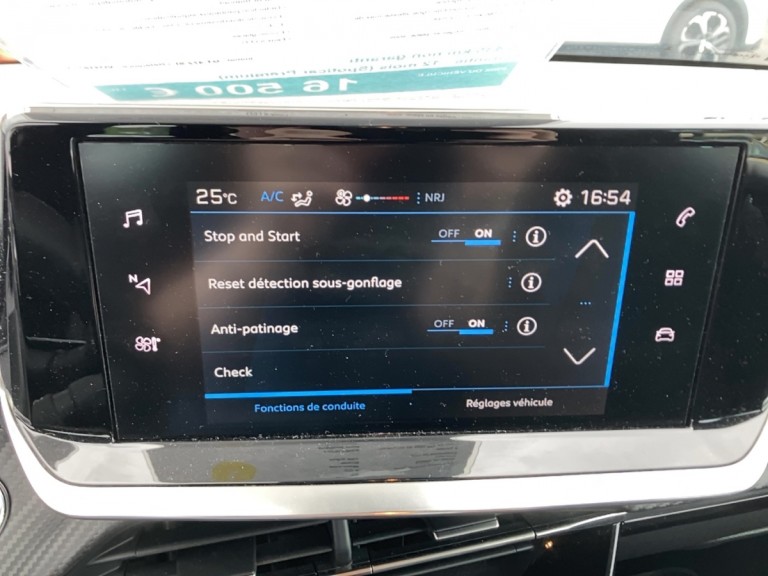 16 500 €
25°C A/C NRJ 16:54
Stop and Start OFF ON
Reset détection sous-gonflage
Anti-patinage OFF ON
Check
Fonctions de conduite Réglages véhicule
N